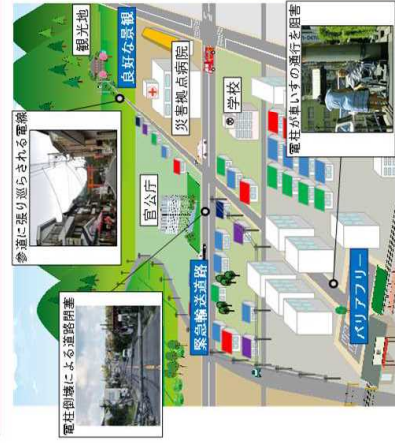 観光地
良好な景観
参道に張り巡らされる電線
災害拠点病院
学校
官公庁
電柱が車いすの通行を阻害
緊急輸送道路
電柱倒壊による道路閉塞
バリアフリー